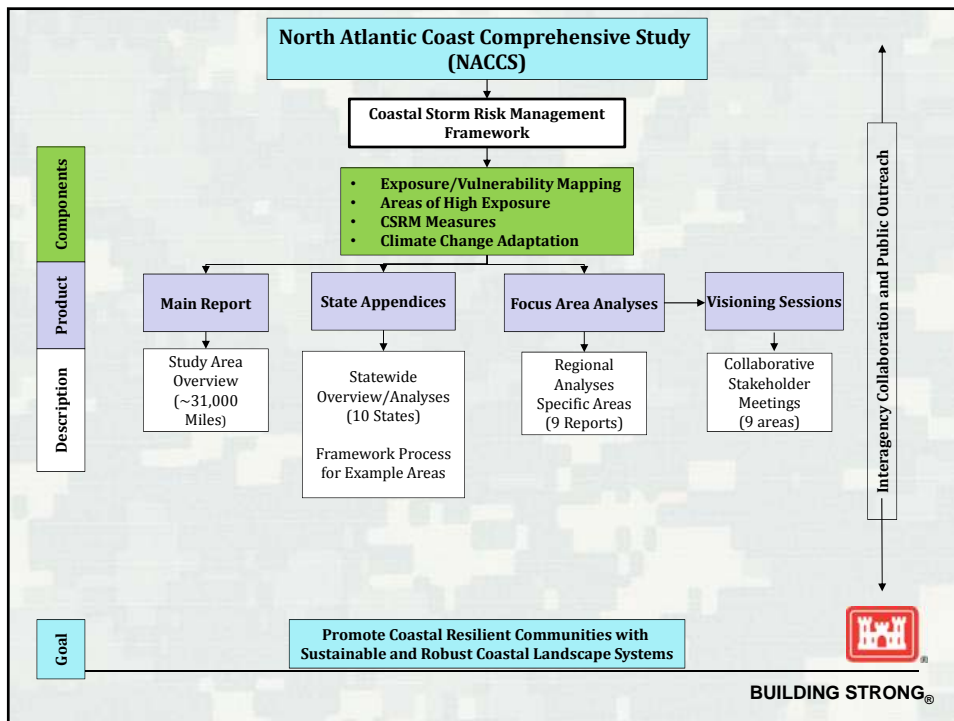 North Atlantic Coast Comprehensive Study
(NACCS)
Coastal Storm Risk Management
Framework
Components
• Exposure/Vulnerability Mapping
• Areas of High Exposure
• CSRM Measures
• Climate Change Adaptation
Product
Main Report
State Appendices
Focus Area Analyses
Visioning Sessions
Description
Study Area
Overview
(~31,000
Miles)
Statewide
Overview/Analyses
(10 States)
Framework Process
for Example Areas
Regional
Analyses
Specific Areas
(9 Reports)
Collaborative
Stakeholder
Meetings
(9 areas)
Interagency Collaboration and Public Outreach
Goal
Promote Coastal Resilient Communities with
Sustainable and Robust Coastal Landscape Systems
®
BUILDING STRONG®